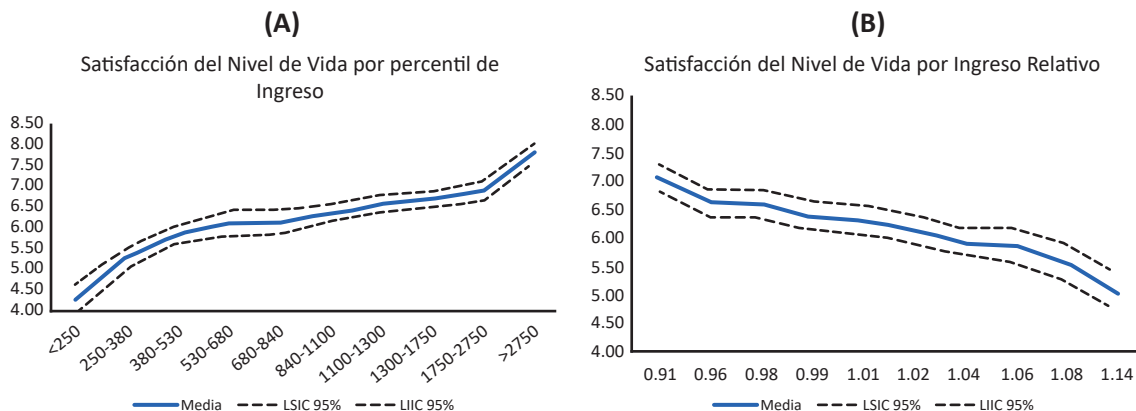 (A)
Satisfacción del Nivel de Vida por percentil de
Ingreso
8.50
8.00
7.50
7.00
6.50
6.00
5.50
5.00
4.50
4.00
<250
250-380
380-530
530-680
680-840
840-1100
1100-1300
1300-1750
1750-2750
>2750
Media
LSIC 95%
LIIC 95%
(B)
Satisfacción del Nivel de Vida por Ingreso Relativo
8.50
8.00
7.50
7.00
6.50
6.00
5.50
5.00
4.50
4.00
0.91 0.96 0.98 0.99 1.01 1.02 1.04 1.06 1.08 1.14
Media
LSIC 95%
LIIC 95%